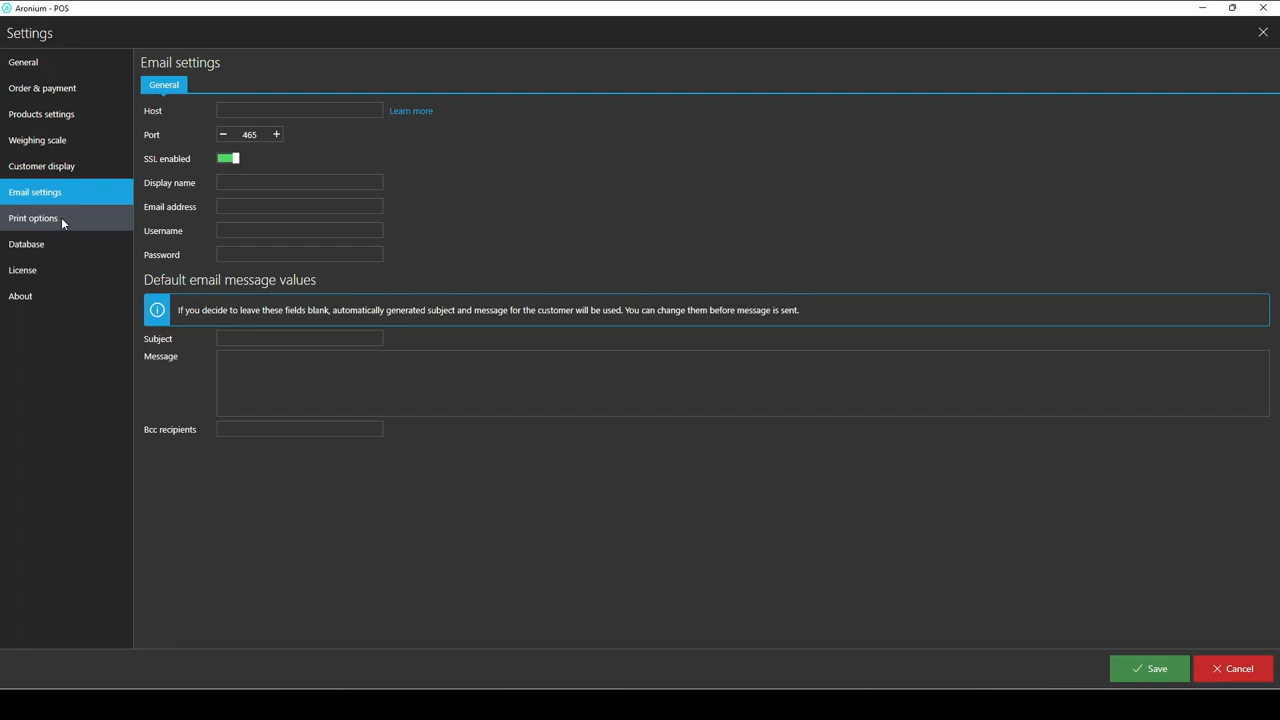 Aronium - POS
Settings
General
Order & payment
Products settings
Weighing scale
Customer display
Email settings
Print options
Database
License
About
Email settings
General
Host
Learn more
Port
− 465 +
SSL enabled
Display name
Email address
Username
Password
Default email message values
If you decide to leave these fields blank, automatically generated subject and message for the customer will be used. You can change them before message is sent.
Subject
Message
Bcc recipients
Save
Cancel